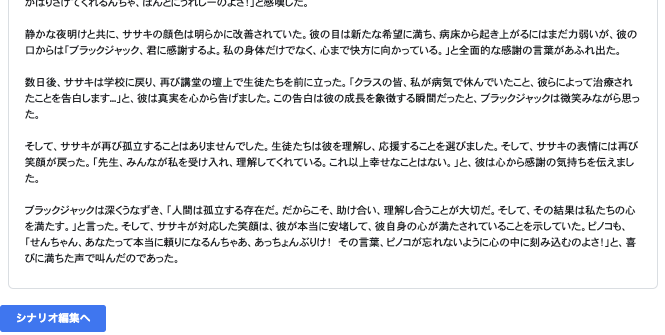 かはりさけてくれるんちゃ、ほんとにうれしーのよさ!」と感嘆した。
静かな夜明けと共に、ササキの顔色は明らかに改善されていた。彼の目は新たな希望に満ち、病床から起き上がるにはまだ力弱いが、彼の
口からは「ブラックジャック、君に感謝するよ。私の身体だけでなく、心まで快方に向かっている。」と全面的な感謝の言葉があふれ出た。
数日後、ササキは学校に戻り、再び講堂の壇上で生徒たちを前に立った。「クラスの皆、私が病気で休んでいたこと、彼らによって治療され
たことを告白します...」と、彼は真実を心から告げました。この告白は彼の成長を象徴する瞬間だったと、ブラックジャックは微笑みながら思っ
た。
そして、ササキが再び孤立することはありませんでした。生徒たちは彼を理解し、応援することを選びました。そして、ササキの表情には再び
笑顔が戻った。「先生、みんなが私を受け入れ、理解してくれている。これ以上幸せなことはない。」と、彼は心から感謝の気持ちを伝えまし
た。
ブラックジャックは深くうなずき、「人間は孤立する存在だ。だからこそ、助け合い、理解し合うことが大切だ。そして、その結果は私たちの心
を満たす。」と言った。そして、ササキが対応した笑顔は、彼が本当に安堵して、彼自身の心が満たされていることを示していた。ピノコも、
「せんちゃん、あなたって本当に頼りになるんちゃあ、あっちょんぶりけ! その言葉、ピノコが忘れないように心の中に刻み込むのよさ!」と、喜
びに満ちた声で叫んだのであった。
シナリオ編集へ